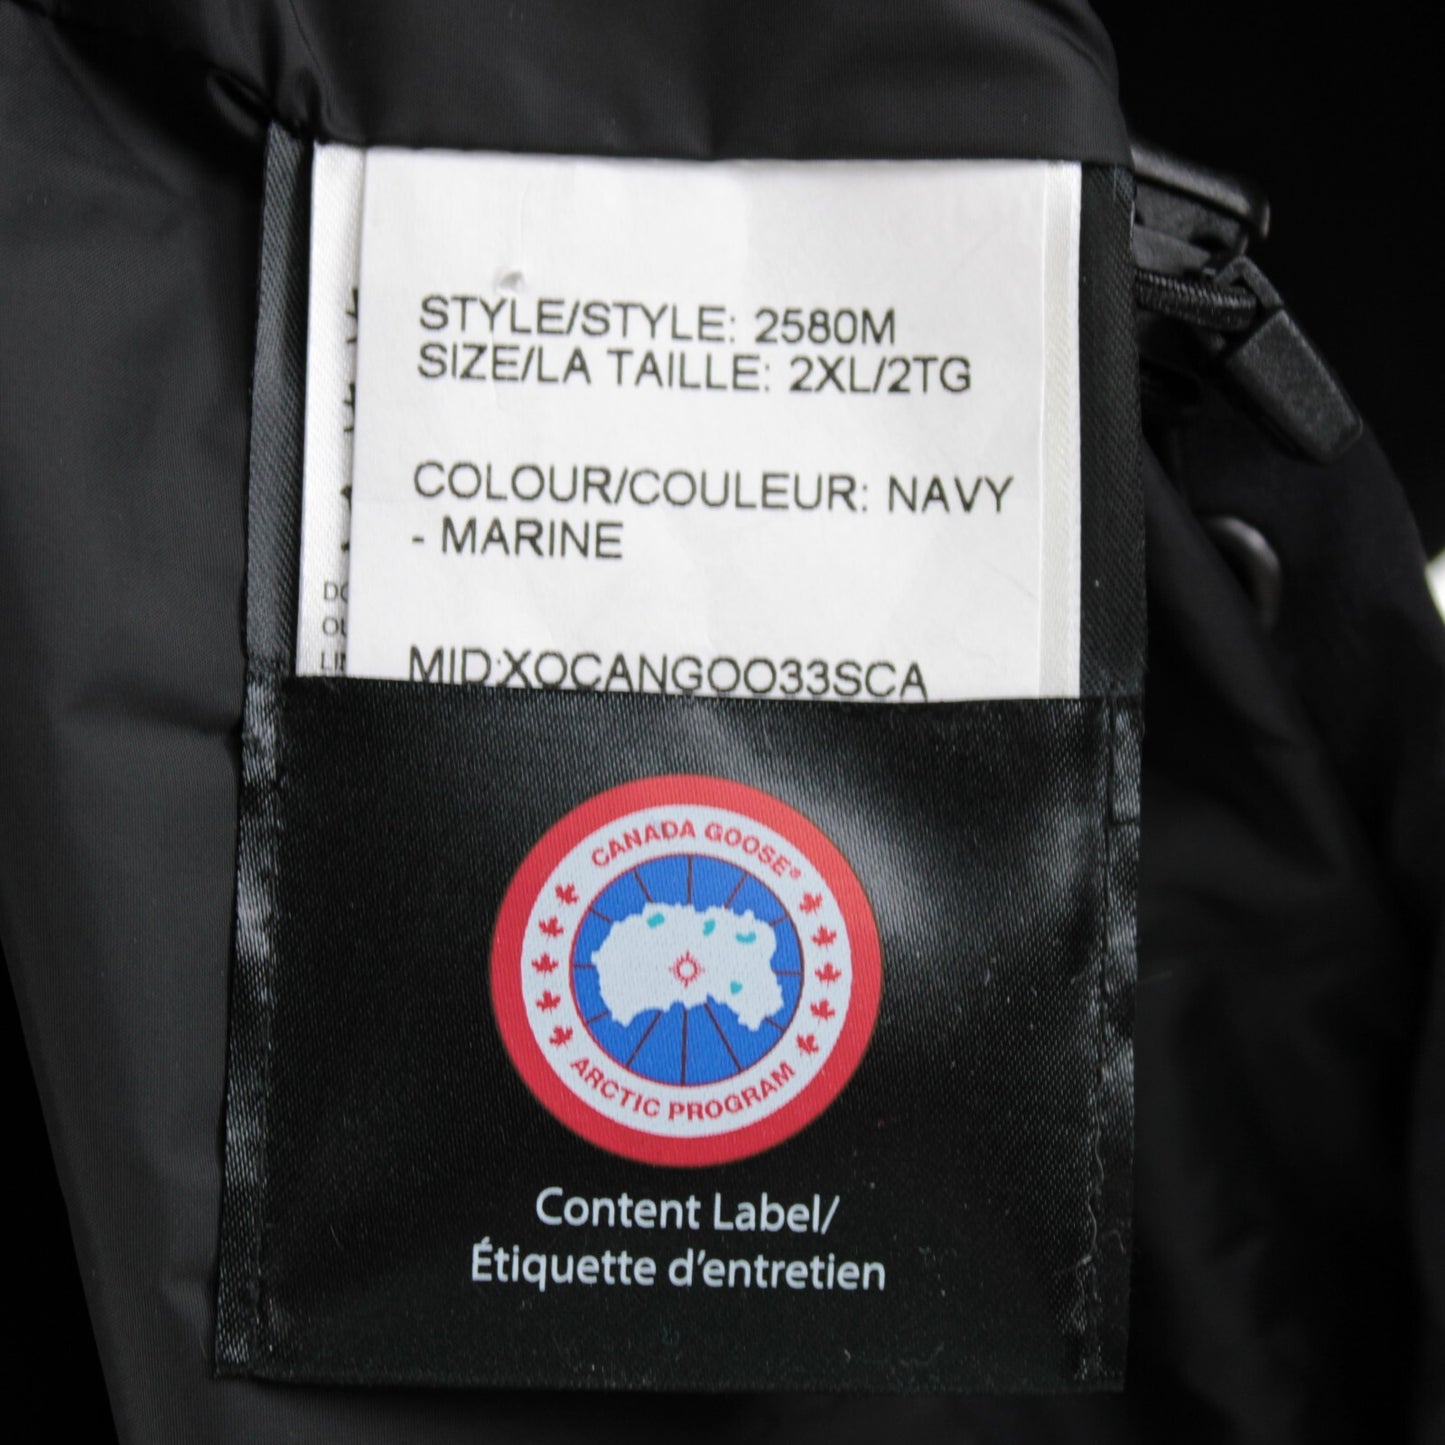 STYLE/STYLE: 2580M
SIZE/LA TAILLE: 2XL/2TG
COLOUR/COULEUR: NAVY
- MARINE
MID:XOCANGOO33SCA
CANADA GOOSE®
ARCTIC PROGRAM
Content Label/
Étiquette d'entretien